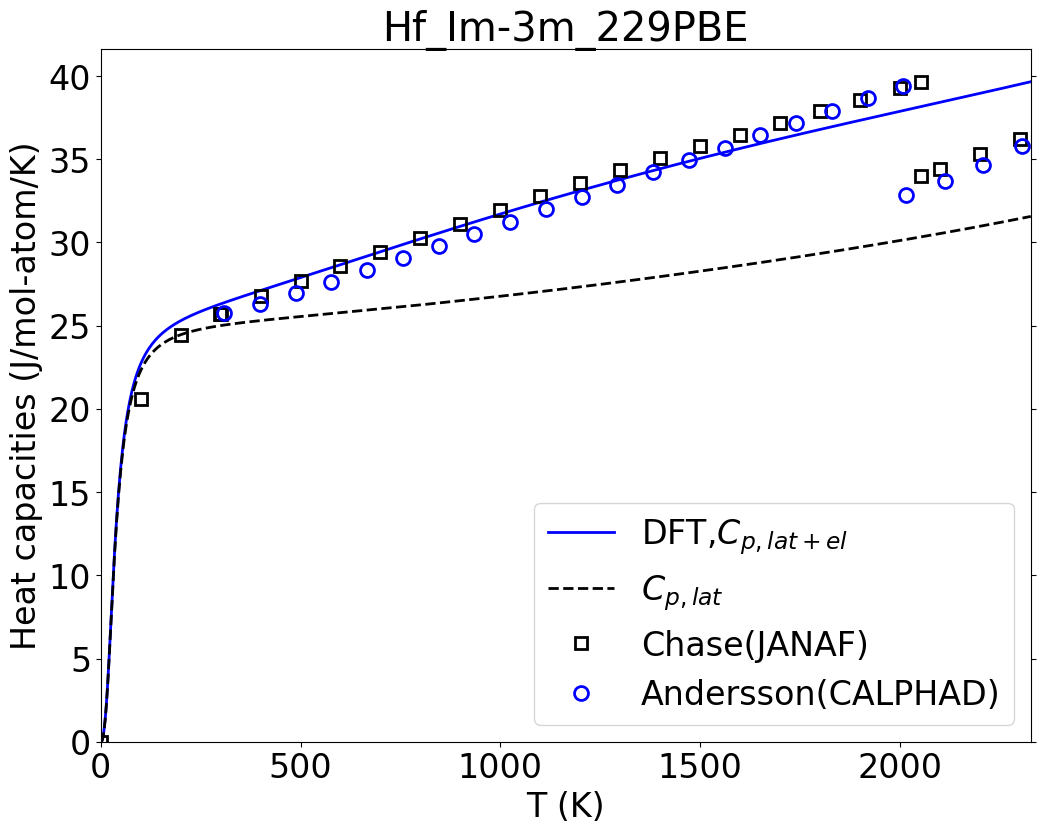 Hf_Im-3m_229PBE
Heat capacities (J/mol-atom/K)
40
35
30
25
20
15
10
5
0
DFT,C_{p, lat+el}
C_{p, lat}
Chase(JANAF)
Andersson(CALPHAD)
0 500 1000 1500 2000
T (K)